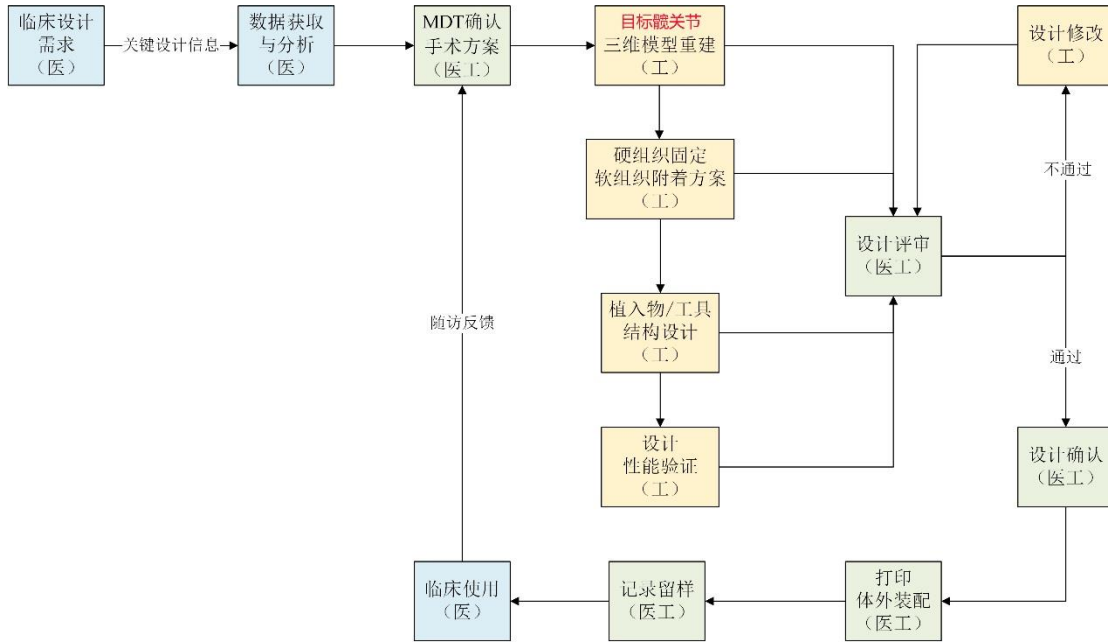 临床设计
需求
（医）
关键设计信息
数据获取
与分析
（医）
MDT确认
手术方案
（医工）
目标髋关节
三维模型重建
（工）
设计修改
（工）
硬组织固定
软组织附着方案
（工）
不通过
设计评审
（医工）
植入物/工具
结构设计
（工）
随访反馈
通过
设计
性能验证
（工）
设计确认
（医工）
临床使用
（医）
记录留样
（医工）
打印
体外装配
（医工）